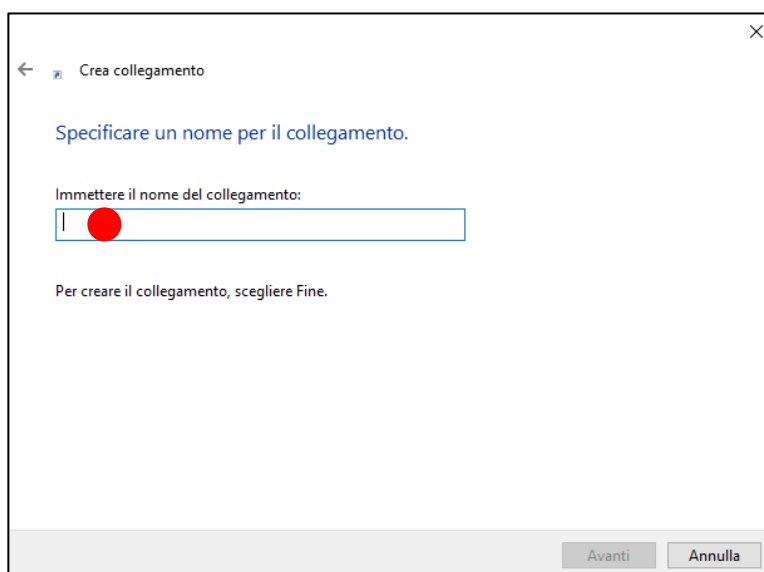 Crea collegamento
Specificare un nome per il collegamento.
Immettere il nome del collegamento:
Per creare il collegamento, scegliere Fine.
Avanti
Annulla